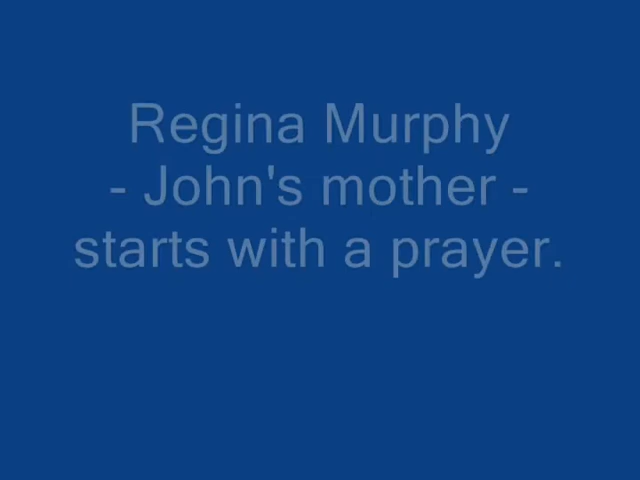 Regina Murphy
- John's mother -
starts with a prayer.